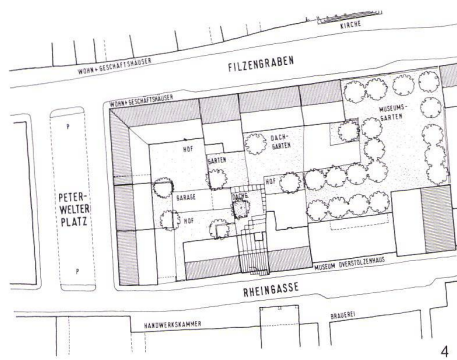 KIRCHE
WOHN + GESCHÄFTSHÄUSER
FILZENGRABEN
WOHN + GESCHÄFTSHÄUSER
MUSEUMS-
GARTEN
P
HOF
DACH-
GARTEN
GARTEN
HOF
PETER-
WELTER
PLATZ
GARAGE
HOF
P
MUSEUM OVERSTOLZENHAUS
RHEINGASSE
HANDWERKSKAMMER
BRAUEREI
4